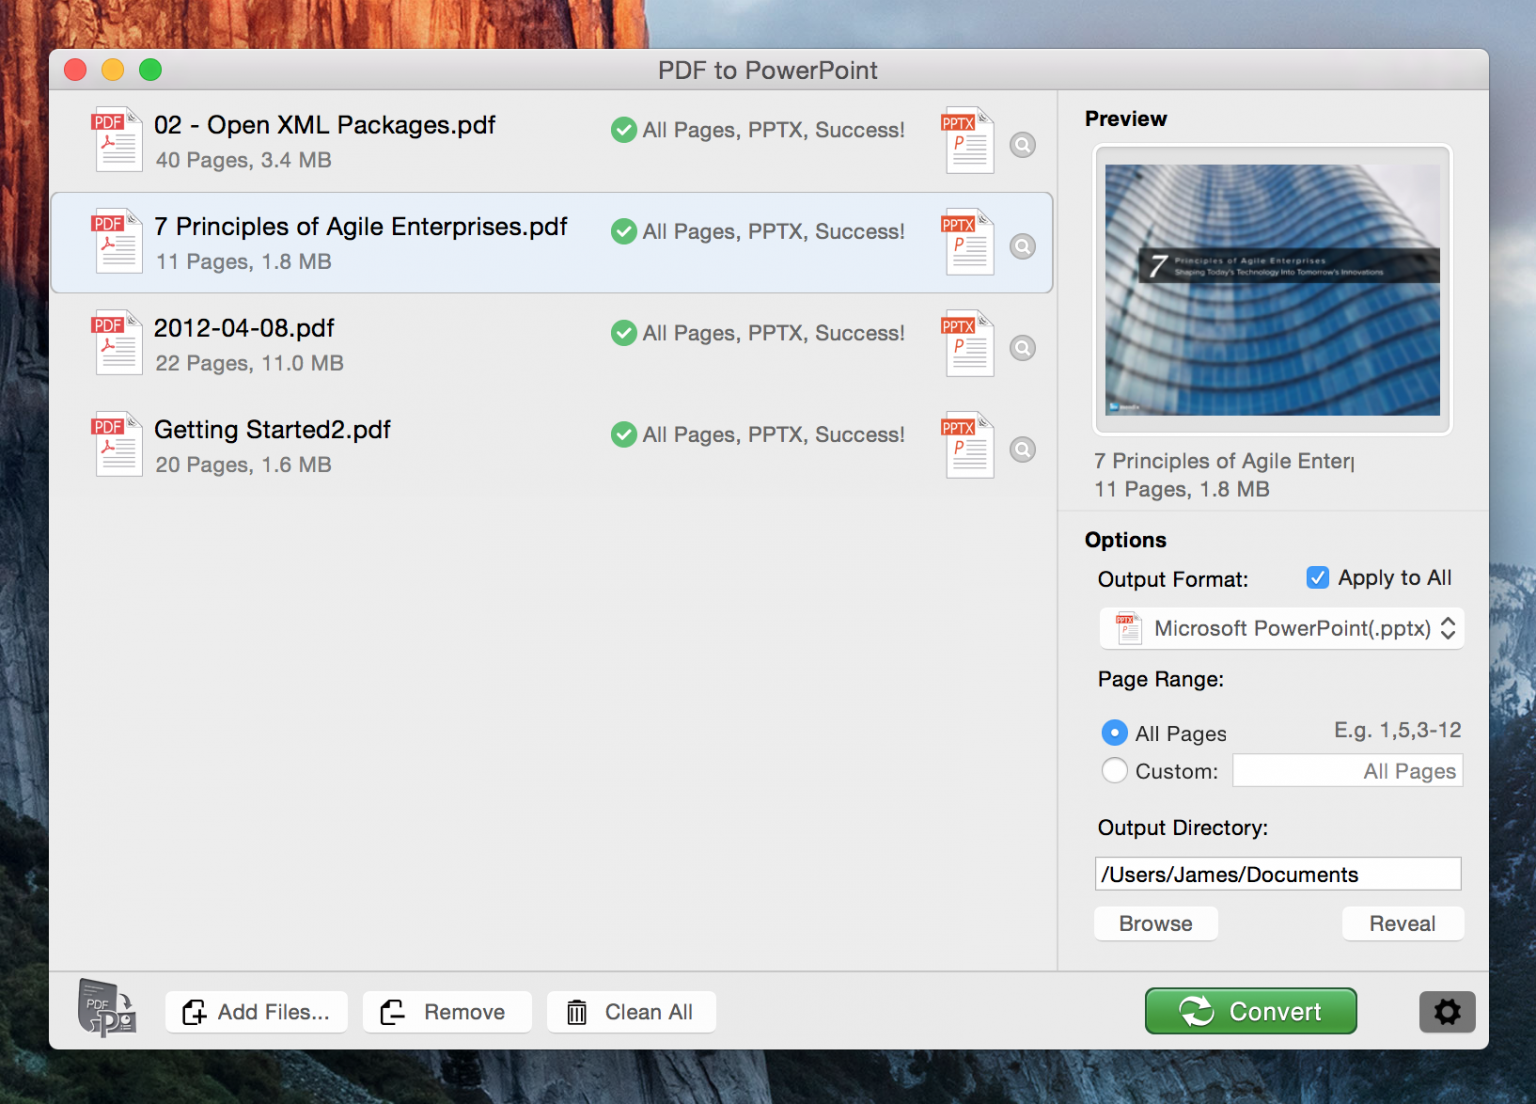 PDF to PowerPoint
PDF
02 - Open XML Packages.pdf
40 Pages, 3.4 MB
All Pages, PPTX, Success!
PPTX
P
PDF
7 Principles of Agile Enterprises.pdf
11 Pages, 1.8 MB
All Pages, PPTX, Success!
PPTX
P
PDF
2012-04-08.pdf
22 Pages, 11.0 MB
All Pages, PPTX, Success!
PPTX
P
PDF
Getting Started2.pdf
20 Pages, 1.6 MB
All Pages, PPTX, Success!
PPTX
P
Preview
7 Principles of Agile Enterprises
Shaping Today's Technology Into Tomorrow's Innovations
7 Principles of Agile Enter
11 Pages, 1.8 MB
Options
Output Format:
Apply to All
PPTX
P
Microsoft PowerPoint(.pptx)
Page Range:
All Pages
E.g. 1,5,3-12
Custom:
All Pages
Output Directory:
/Users/James/Documents
Browse
Reveal
PDF
P
Add Files...
Remove
Clean All
Convert